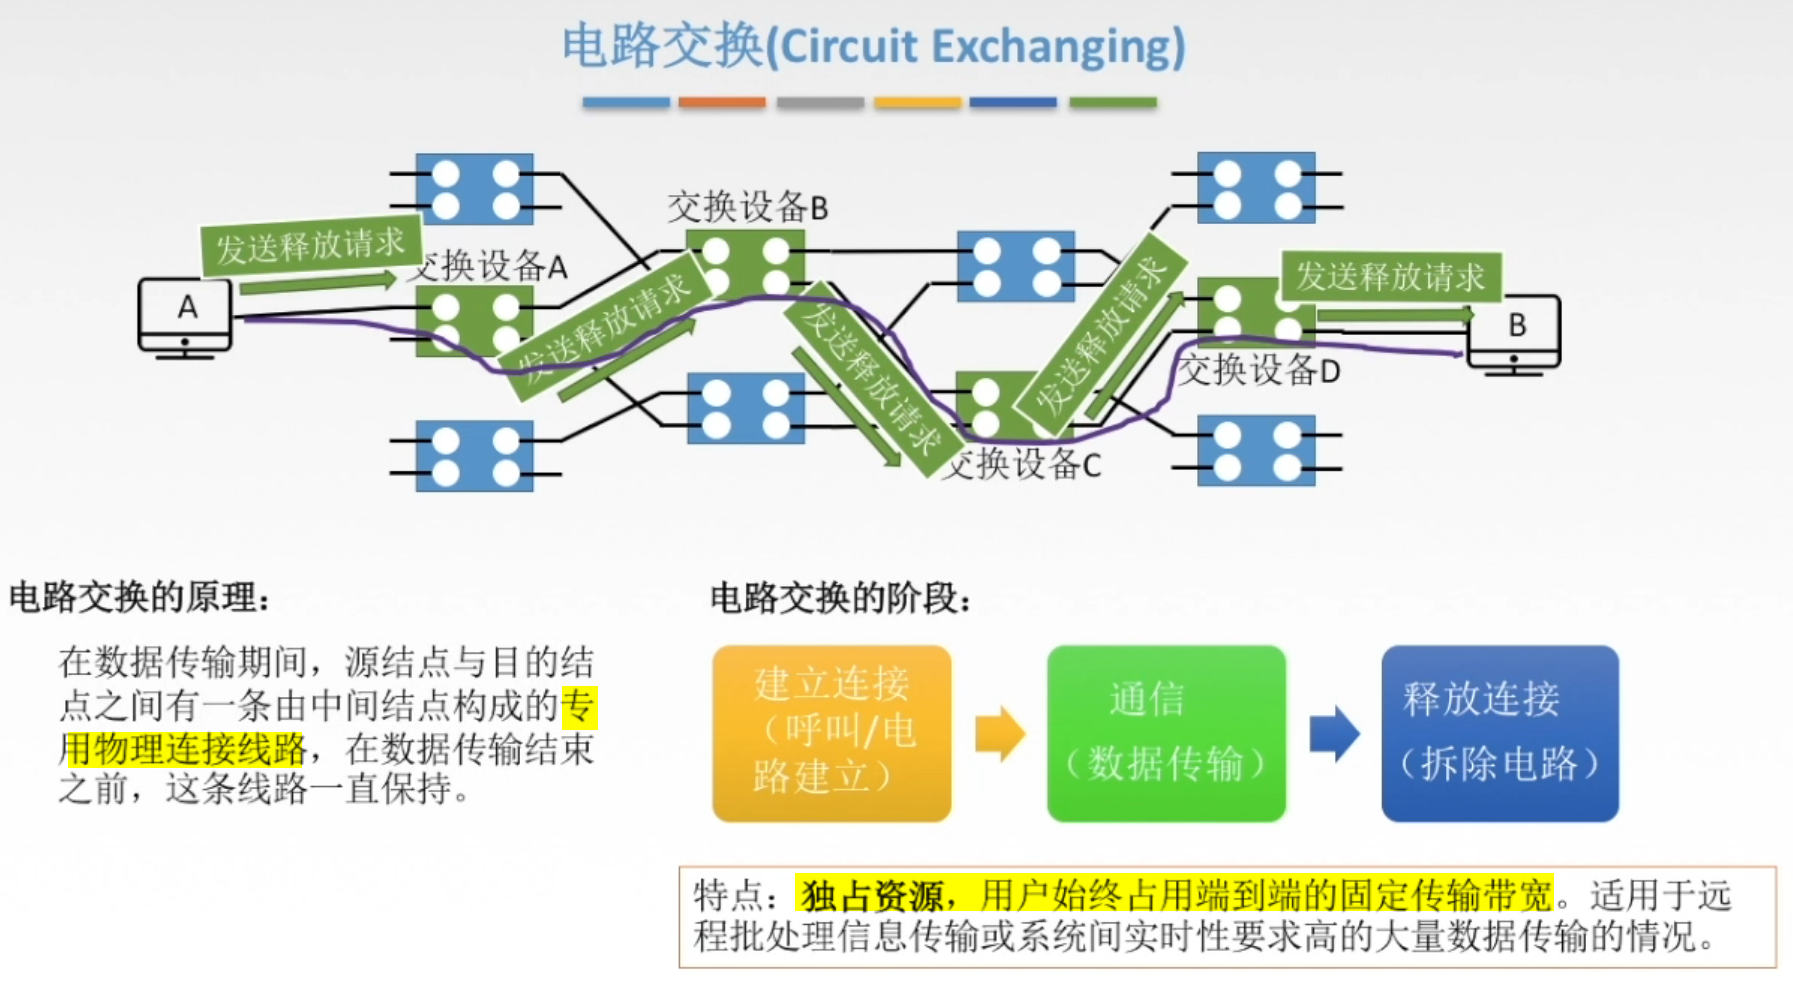 电路交换(Circuit Exchanging)
交换设备B
发送释放请求
交换设备A
A
发送释放请求
发送释放请求
发送释放请求
发送释放请求
B
交换设备D
交换设备C
电路交换的原理:
在数据传输期间，源结点与目的结
点之间有一条由中间结点构成的专
用物理连接线路，在数据传输结束
之前，这条线路一直保持。
电路交换的阶段:
建立连接
（呼叫/电
路建立）
通信
（数据传输）
释放连接
（拆除电路）
特点：独占资源，用户始终占用端到端的固定传输带宽。适用于远
程批处理信息传输或系统间实时性要求高的大量数据传输的情况。